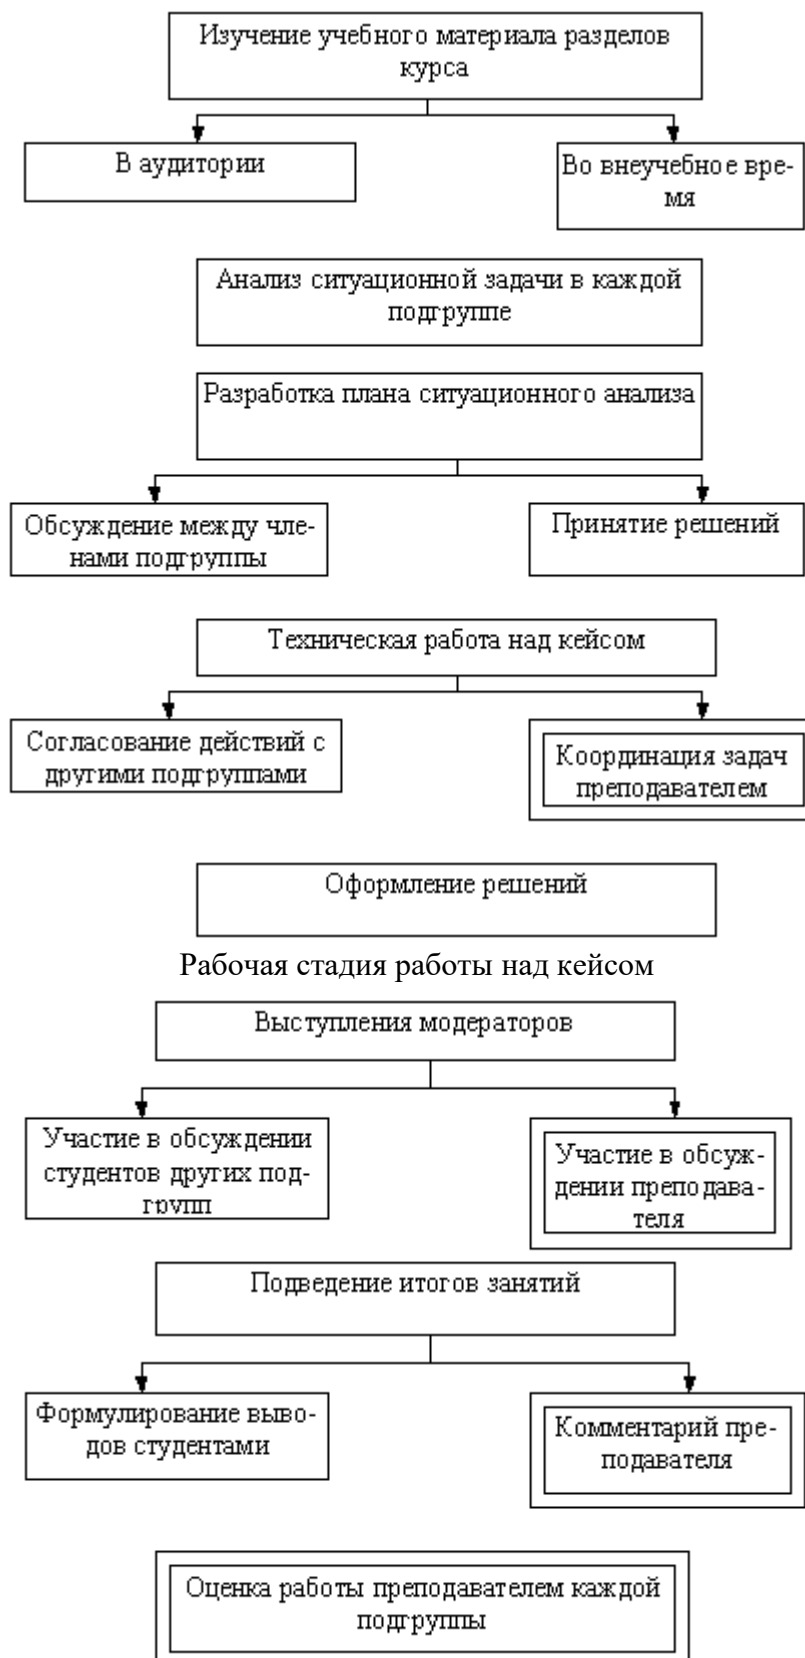 Изучение учебного материала разделов
курса
В аудитории
Во внеучебное вре-
мя
Анализ ситуационной задачи в каждой
подгруппе
Разработка плана ситуационного анализа
Обсуждение между чле-
нами подгруппы
Принятие решений
Техническая работа над кейсом
Согласование действий с
другими подгруппами
Координация задач
преподавателем
Оформление решений
Рабочая стадия работы над кейсом
Выступления модераторов
Участие в обсуждении
студентов других под-
групп
Участие в обсуж-
дении преподава-
теля
Подведение итогов занятий
Формулирование выво-
дов студентами
Комментарий пре-
подавателя
Оценка работы преподавателем каждой
подгруппы